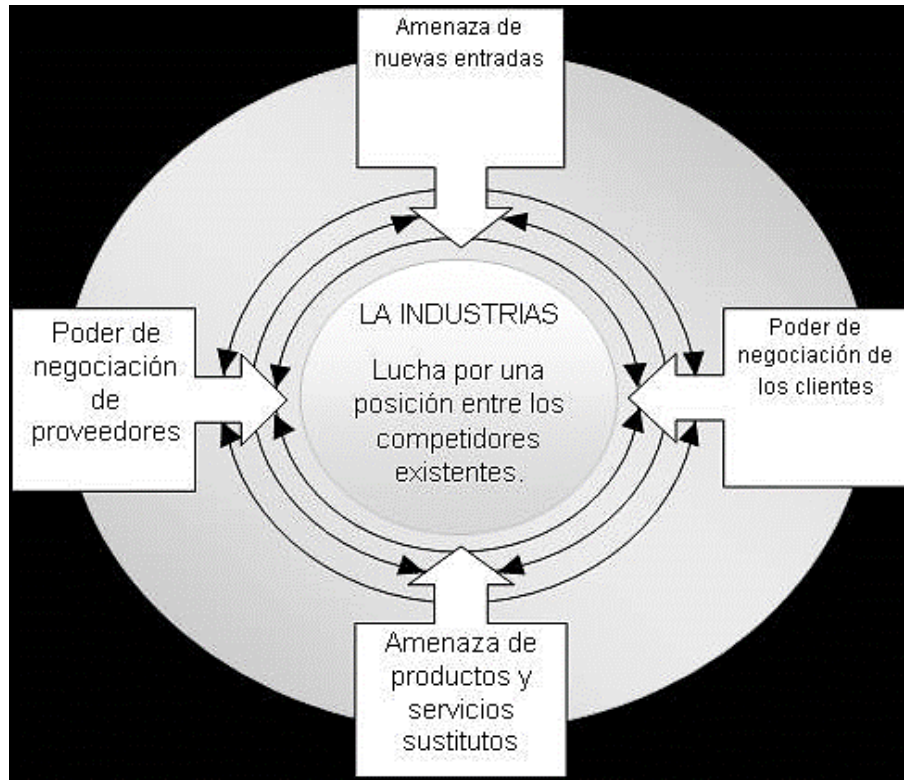 Amenaza de
nuevas entradas
Poder de
negociación
de
proveedores
LA INDUSTRIAS
Lucha por una
posición entre los
competidores
existentes.
Poder de
negociación de
los clientes
Amenaza de
productos y
servicios
sustitutos